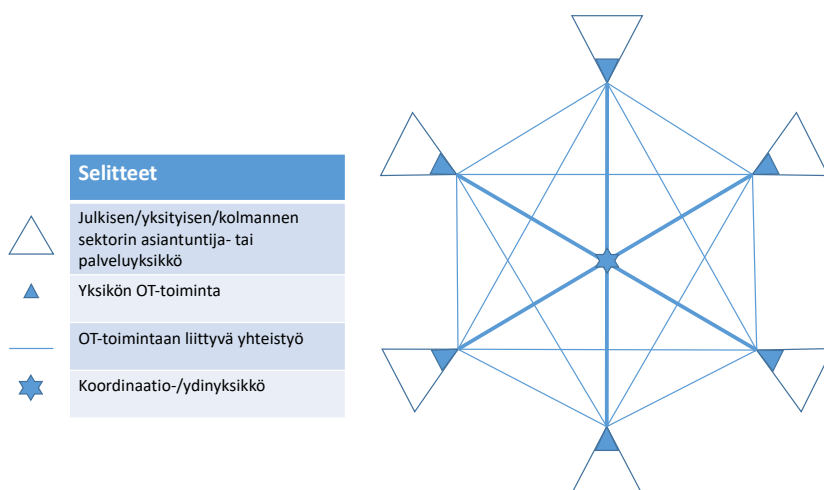 Selitteet
Julkisen/yksityisen/kolmannen
sektorin asiantuntija- tai
palveluyksikkö
Yksikön OT-toiminta
OT-toimintaan liittyvä yhteistyö
Koordinaatio-/ydinyksikkö